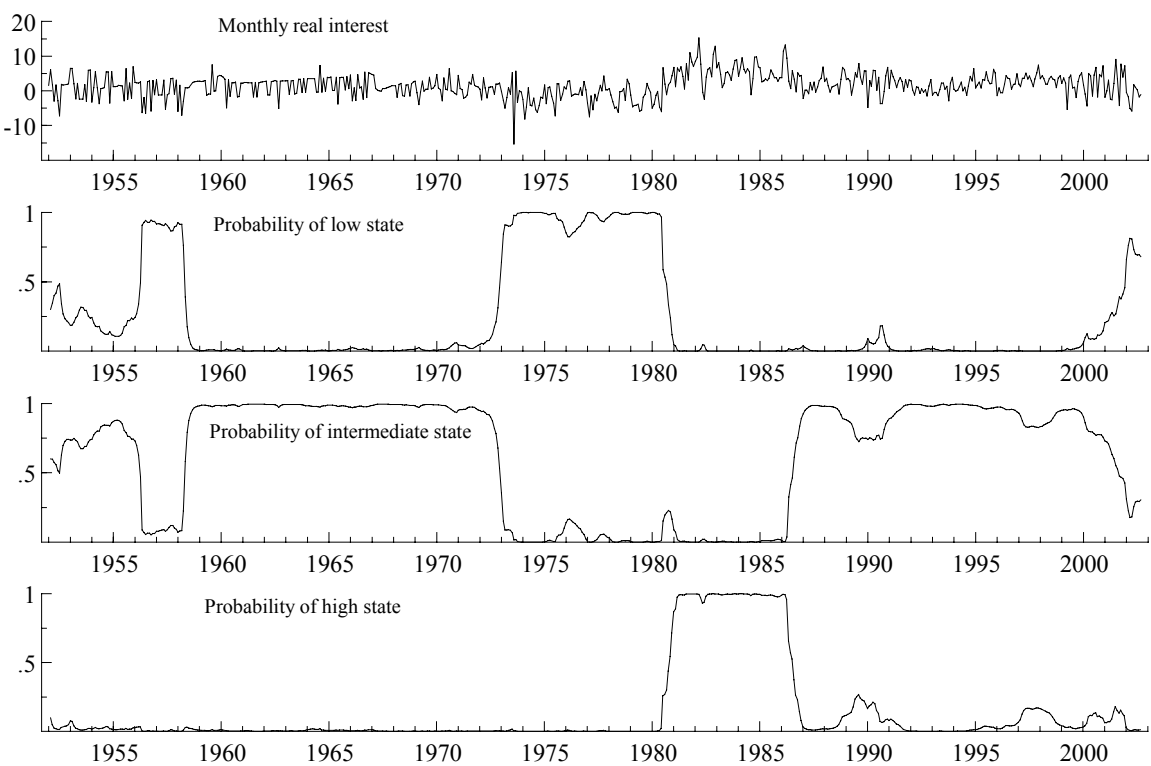 20
Monthly real interest
10
0
-10
1955 1960 1965 1970 1975 1980 1985 1990 1995 2000
1
Probability of low state
.5
1955 1960 1965 1970 1975 1980 1985 1990 1995 2000
1
Probability of intermediate state
.5
1955 1960 1965 1970 1975 1980 1985 1990 1995 2000
1
Probability of high state
.5
1955 1960 1965 1970 1975 1980 1985 1990 1995 2000